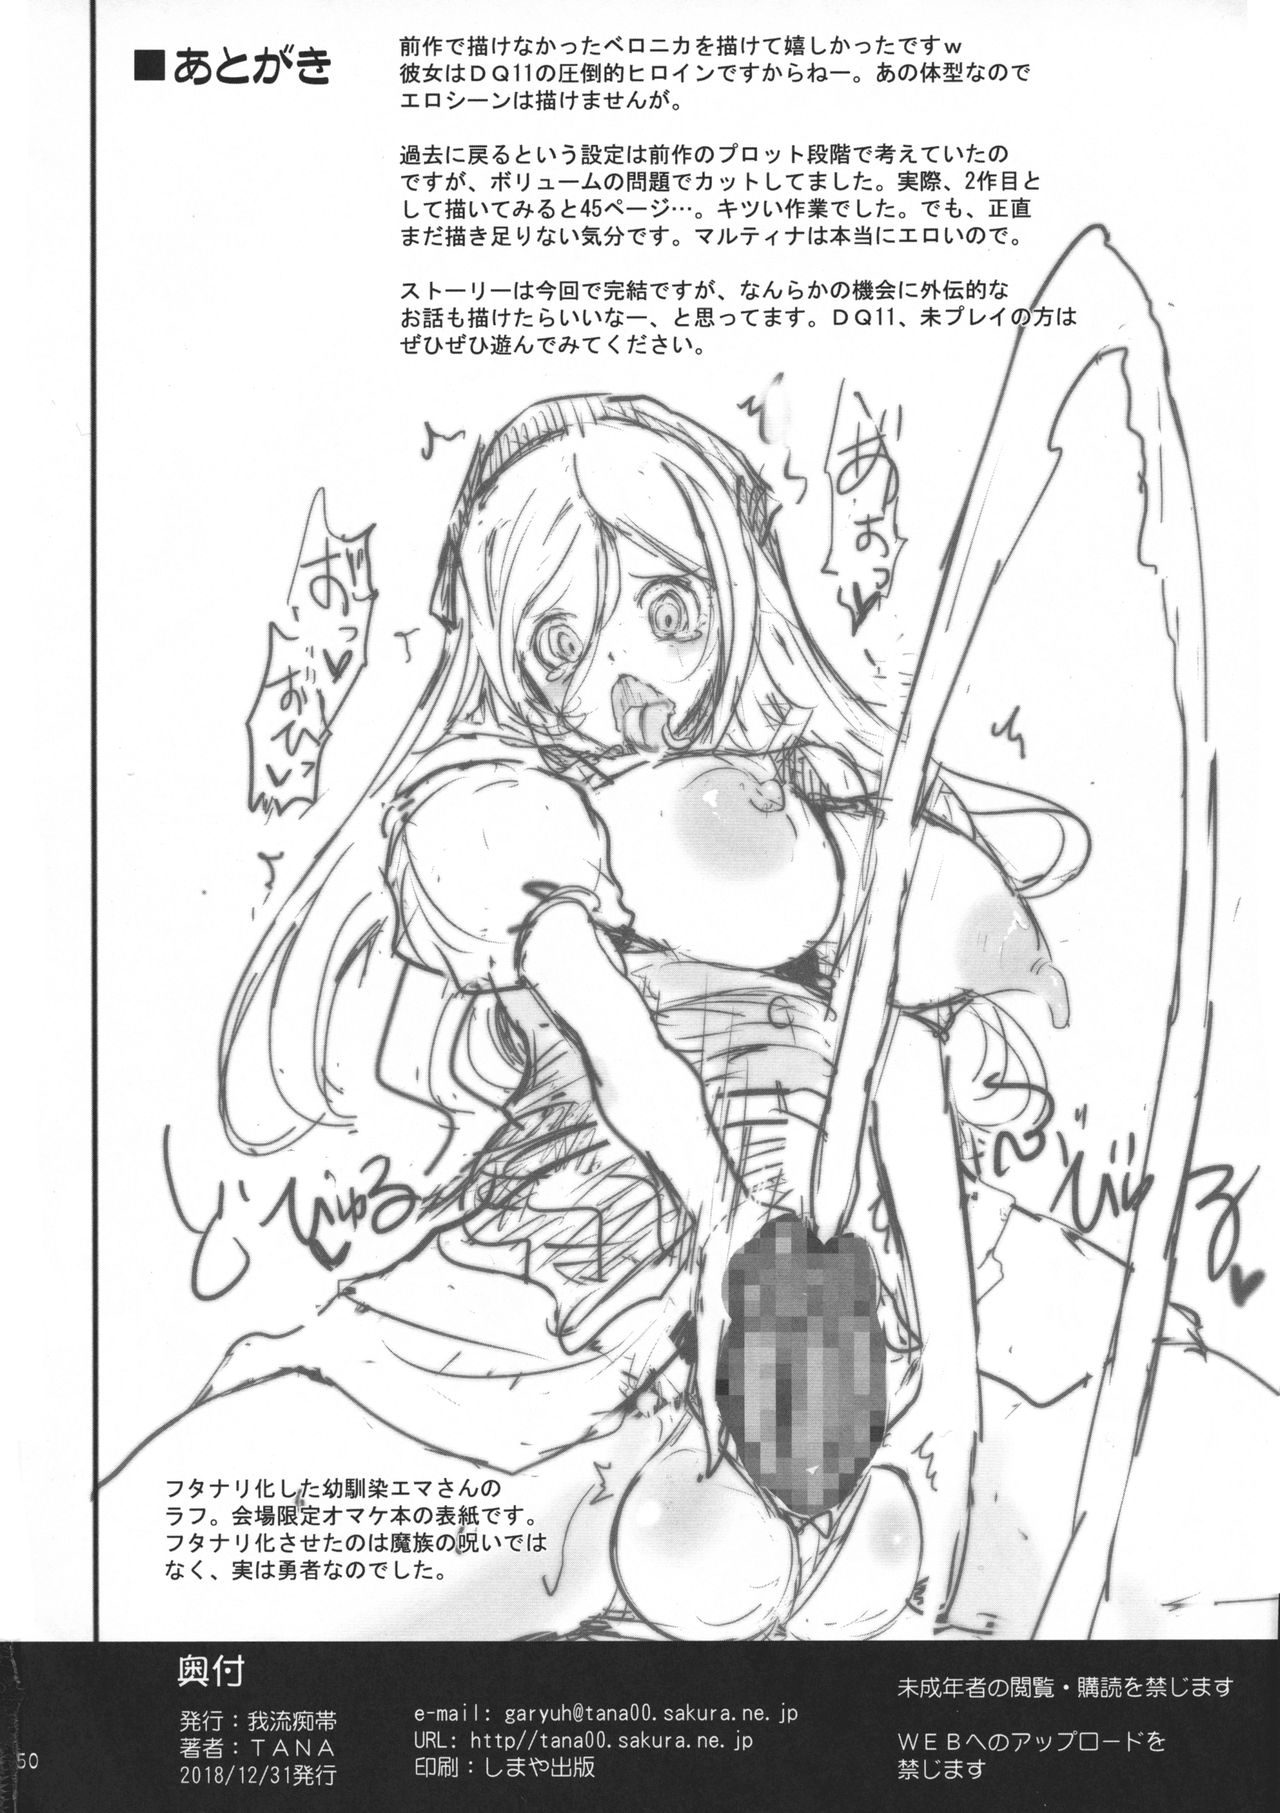 ■あとがき
前作で描けなかったベロニカを描けて嬉しかったですｗ
彼女はＤＱ11の圧倒的ヒロインですからねー。あの体型なので
エロシーンは描けませんが。
過去に戻るという設定は前作のプロット段階で考えていたの
ですが、ボリュームの問題でカットしてました。実際、2作目と
して描いてみると45ページ…。キツい作業でした。でも、正直
まだ描き足りない気分です。マルティナは本当にエロいので。
ストーリーは今回で完結ですが、なんらかの機会に外伝的な
お話も描けたらいいなー、と思ってます。ＤＱ11、未プレイの方は
ぜひぜひ遊んでみてください。
あ゛
おっ♥
お゛っ♥
おひっ
びゅる
びゅる
フタナリ化した幼馴染エマさんの
ラフ。会場限定オマケ本の表紙です。
フタナリ化させたのは魔族の呪いでは
なく、実は勇者なのでした。
奥付
発行：我流痴帯
著者：ＴＡＮＡ
2018/12/31発行
e-mail: garyuh@tana00.sakura.ne.jp
URL: http//tana00.sakura.ne.jp
印刷：しまや出版
未成年者の閲覧・購読を禁じます
ＷＥＢへのアップロードを
禁じます
50